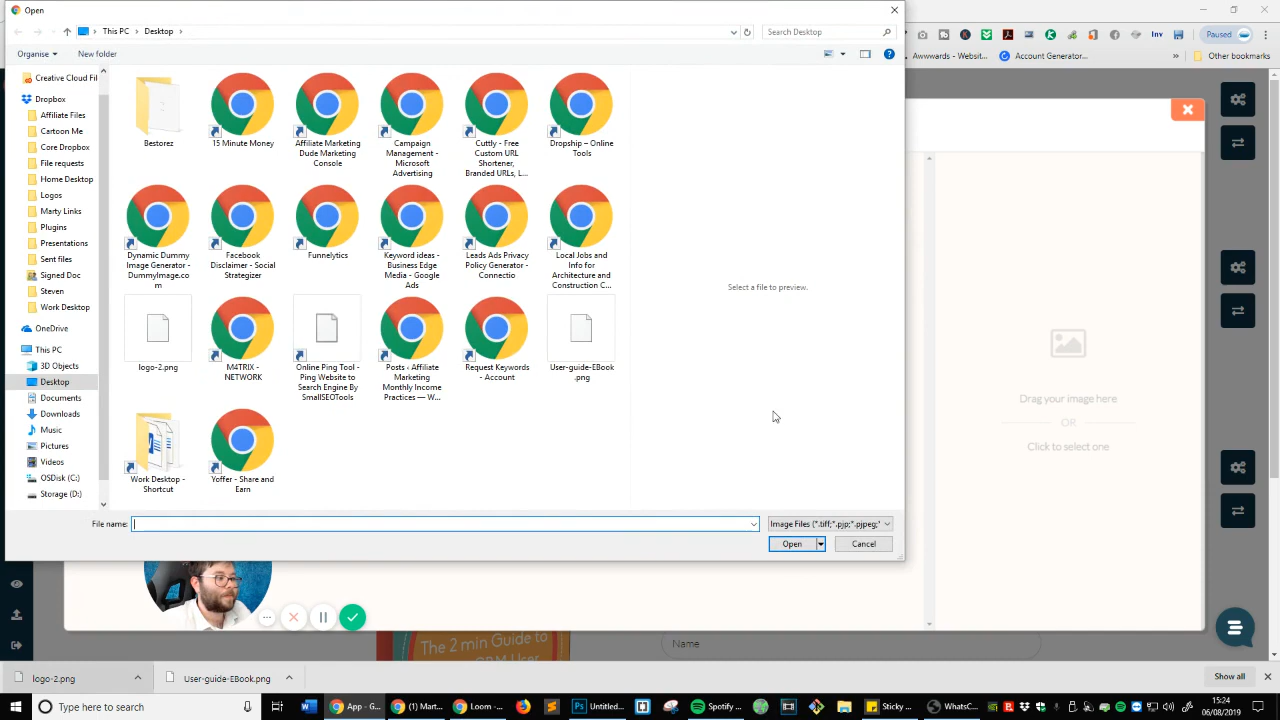 Open
This PC
Desktop
Search Desktop
Organise
New folder
Paused
Inv
Awwwards - Websit...
Account Generator...
»
Other bookmarks
Creative Cloud Fil
Dropbox
Affiliate Files
Cartoon Me
Core Dropbox
File requests
Home Desktop
Logos
Marty Links
Plugins
Presentations
Sent files
Signed Doc
Steven
Work Desktop
OneDrive
This PC
3D Objects
Desktop
Documents
Downloads
Music
Pictures
Videos
OSDisk (C:)
Storage (D:)
Bestorez
15 Minute Money
Affiliate Marketing
Dude Marketing
Console
Campaign
Management -
Microsoft
Advertising
Cuttly - Free
Custom URL
Shortener,
Branded URLs, L...
Dropship – Online
Tools
Dynamic Dummy
Image Generator -
DummyImage.co
m
Facebook
Disclaimer - Social
Strategizer
Funnelytics
Keyword ideas -
Business Edge
Media - Google
Ads
Leads Ads Privacy
Policy Generator -
Connectio
Local Jobs and
Info for
Architecture and
Construction C...
logo-2.png
M4TRIX -
NETWORK
Online Ping Tool -
Ping Website to
Search Engine By
SmallSEOTools
Posts ‹ Affiliate
Marketing
Monthly Income
Practices — W...
Request Keywords
- Account
User-guide-EBook
.png
Work Desktop -
Shortcut
Yoffer - Share and
Earn
Select a file to preview.
File name:
Image Files (*.tiff;*.pjp;*.pjpeg;*
Open
Cancel
Drag your image here
OR
Click to select one
The 2 min Guide to
Name
logo-2.png
User-guide-EBook.png
Show all
Type here to search
App - G...
(1) Mart...
Loom - ...
Untitled...
Spotify ...
Sticky ...
WhatsC...
15:24
06/08/2019